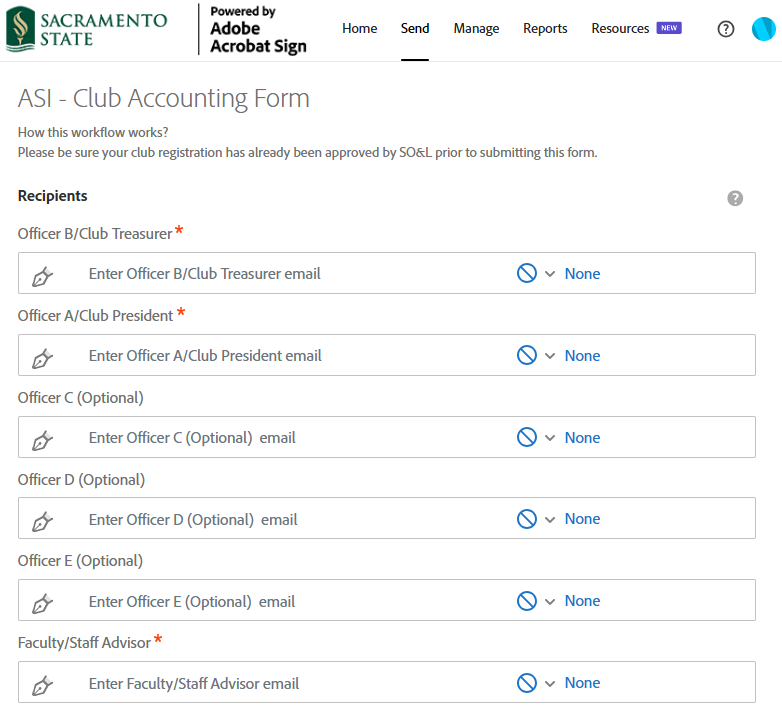 SACRAMENTO
STATE
Powered by
Adobe
Acrobat Sign
Home Send Manage Reports Resources NEW ?
ASI - Club Accounting Form
How this workflow works?
Please be sure your club registration has already been approved by SO&L prior to submitting this form.
Recipients ?
Officer B/Club Treasurer *
Enter Officer B/Club Treasurer email None
Officer A/Club President *
Enter Officer A/Club President email None
Officer C (Optional)
Enter Officer C (Optional) email None
Officer D (Optional)
Enter Officer D (Optional) email None
Officer E (Optional)
Enter Officer E (Optional) email None
Faculty/Staff Advisor *
Enter Faculty/Staff Advisor email None